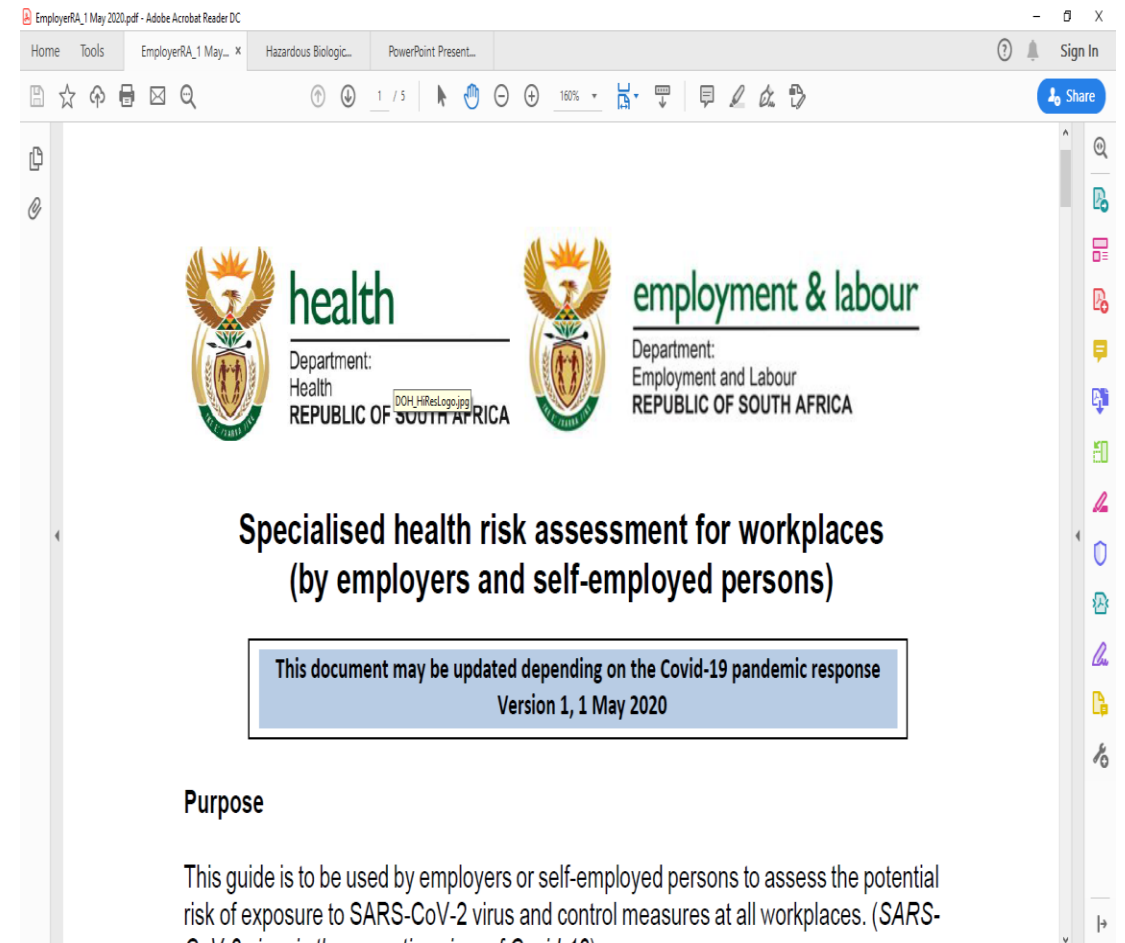 EmployerRA_1 May 2020.pdf - Adobe Acrobat Reader DC
Home Tools EmployerRA_1 May... × Hazardous Biologic... PowerPoint Present... Sign In
1 / 5 160% Share
health
Department:
Health
REPUBLIC OF SOUTH AFRICA
DOH_HiResLogo.jpg
employment & labour
Department:
Employment and Labour
REPUBLIC OF SOUTH AFRICA
Specialised health risk assessment for workplaces
(by employers and self-employed persons)
This document may be updated depending on the Covid-19 pandemic response
Version 1, 1 May 2020
Purpose
This guide is to be used by employers or self-employed persons to assess the potential
risk of exposure to SARS-CoV-2 virus and control measures at all workplaces. (SARS-